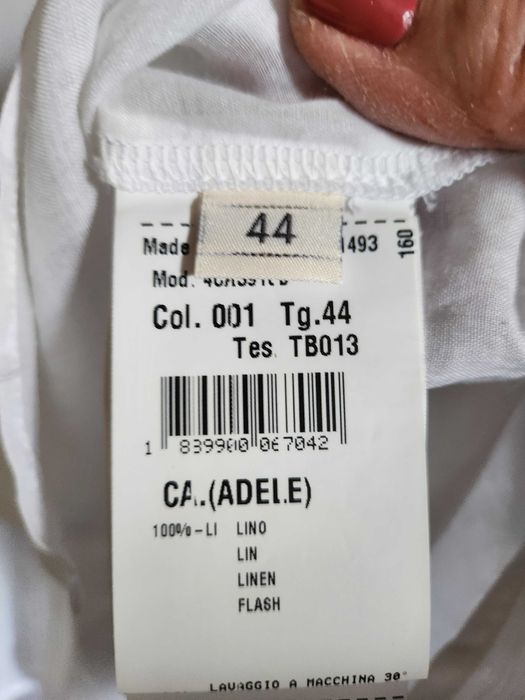 44
Made 1493
160
Mod.
Col. 001 Tg.44
Tes. TB013
1 839900 067042
CA..(ADELE)
100%-LI LINO
LIN
LINEN
FLASH
LAVAGGIO A MACCHINA 30°